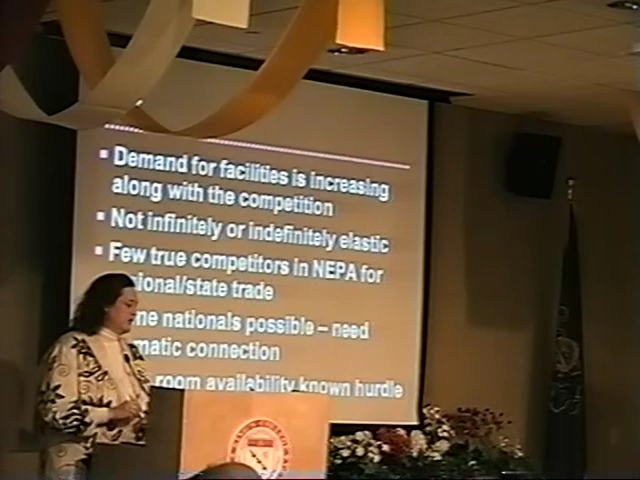 Demand for facilities is increasing
along with the competition
Not infinitely or indefinitely elastic
Few true competitors in NEPA for
ional/state trade
ne nationals possible – need
matic connection
room availability known hurdle